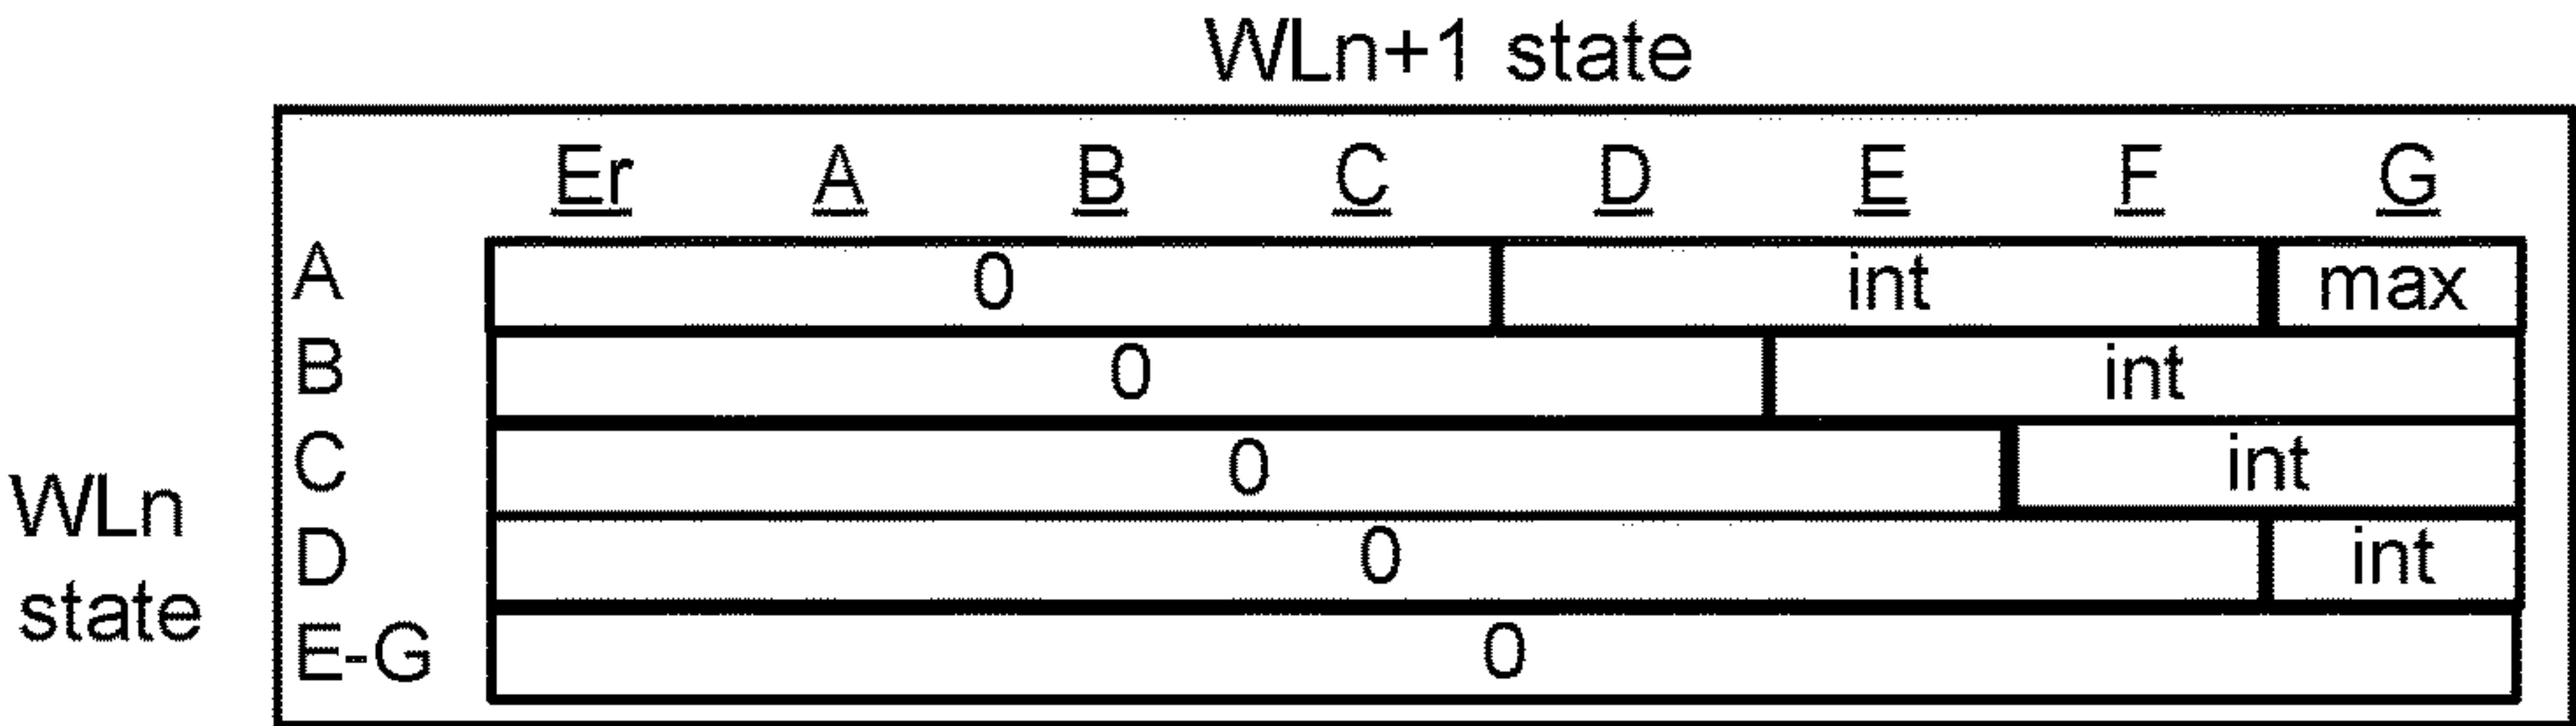 WLn+1 state
Er A B C D E F G
A 0 int max
B 0 int
C 0 int
D 0 int
E-G 0
WLn
state